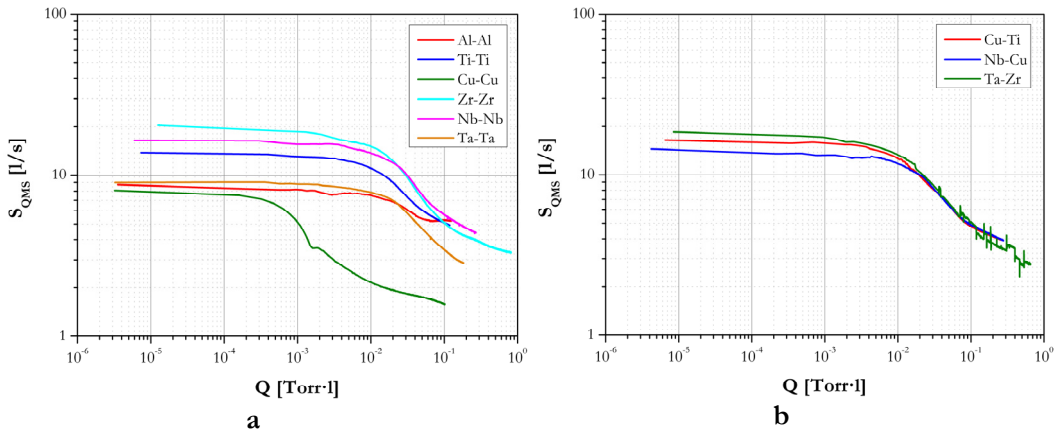 100
10
1
S_QMS [l/s]
10^-6 10^-5 10^-4 10^-3 10^-2 10^-1 10^0
Q [Torr·l]
Al-Al
Ti-Ti
Cu-Cu
Zr-Zr
Nb-Nb
Ta-Ta
a
100
10
1
S_QMS [l/s]
10^-6 10^-5 10^-4 10^-3 10^-2 10^-1 10^0
Q [Torr·l]
Cu-Ti
Nb-Cu
Ta-Zr
b